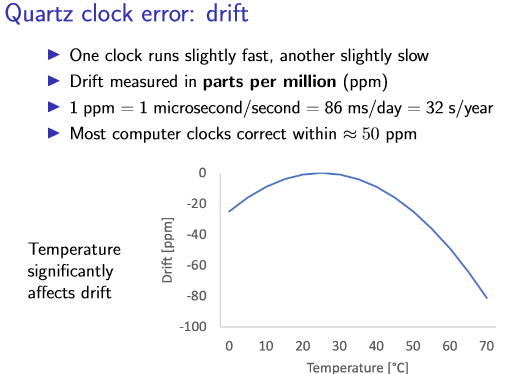 Quartz clock error: drift
▶ One clock runs slightly fast, another slightly slow
▶ Drift measured in parts per million (ppm)
▶ 1 ppm = 1 microsecond/second = 86 ms/day = 32 s/year
▶ Most computer clocks correct within ≈ 50 ppm
Temperature
significantly
affects drift
Drift [ppm]
0
-20
-40
-60
-80
-100
0 10 20 30 40 50 60 70
Temperature [°C]